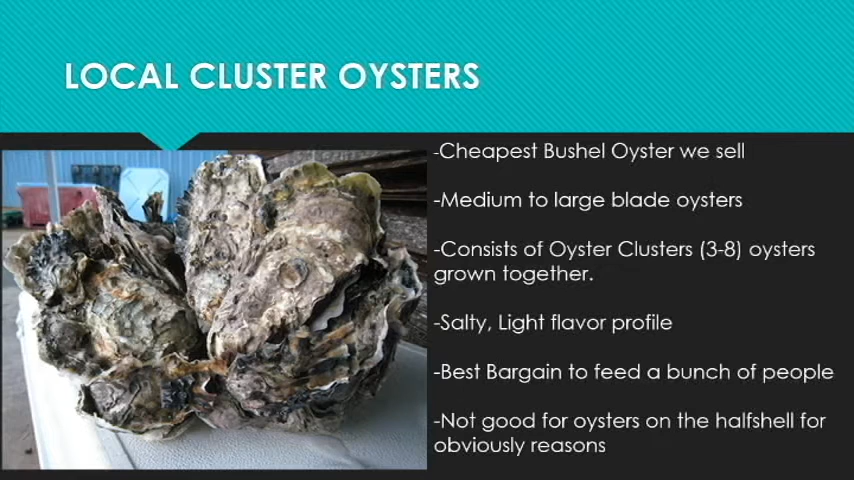 LOCAL CLUSTER OYSTERS
-Cheapest Bushel Oyster we sell
-Medium to large blade oysters
-Consists of Oyster Clusters (3-8) oysters
grown together.
-Salty, Light flavor profile
-Best Bargain to feed a bunch of people
-Not good for oysters on the halfshell for
obviously reasons